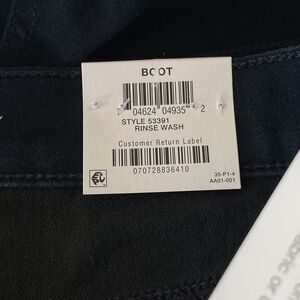 BOOT
04624 04935 2
STYLE 53391
RINSE WASH
Customer Return Label
070728836410
35-P1-4
AA01-001